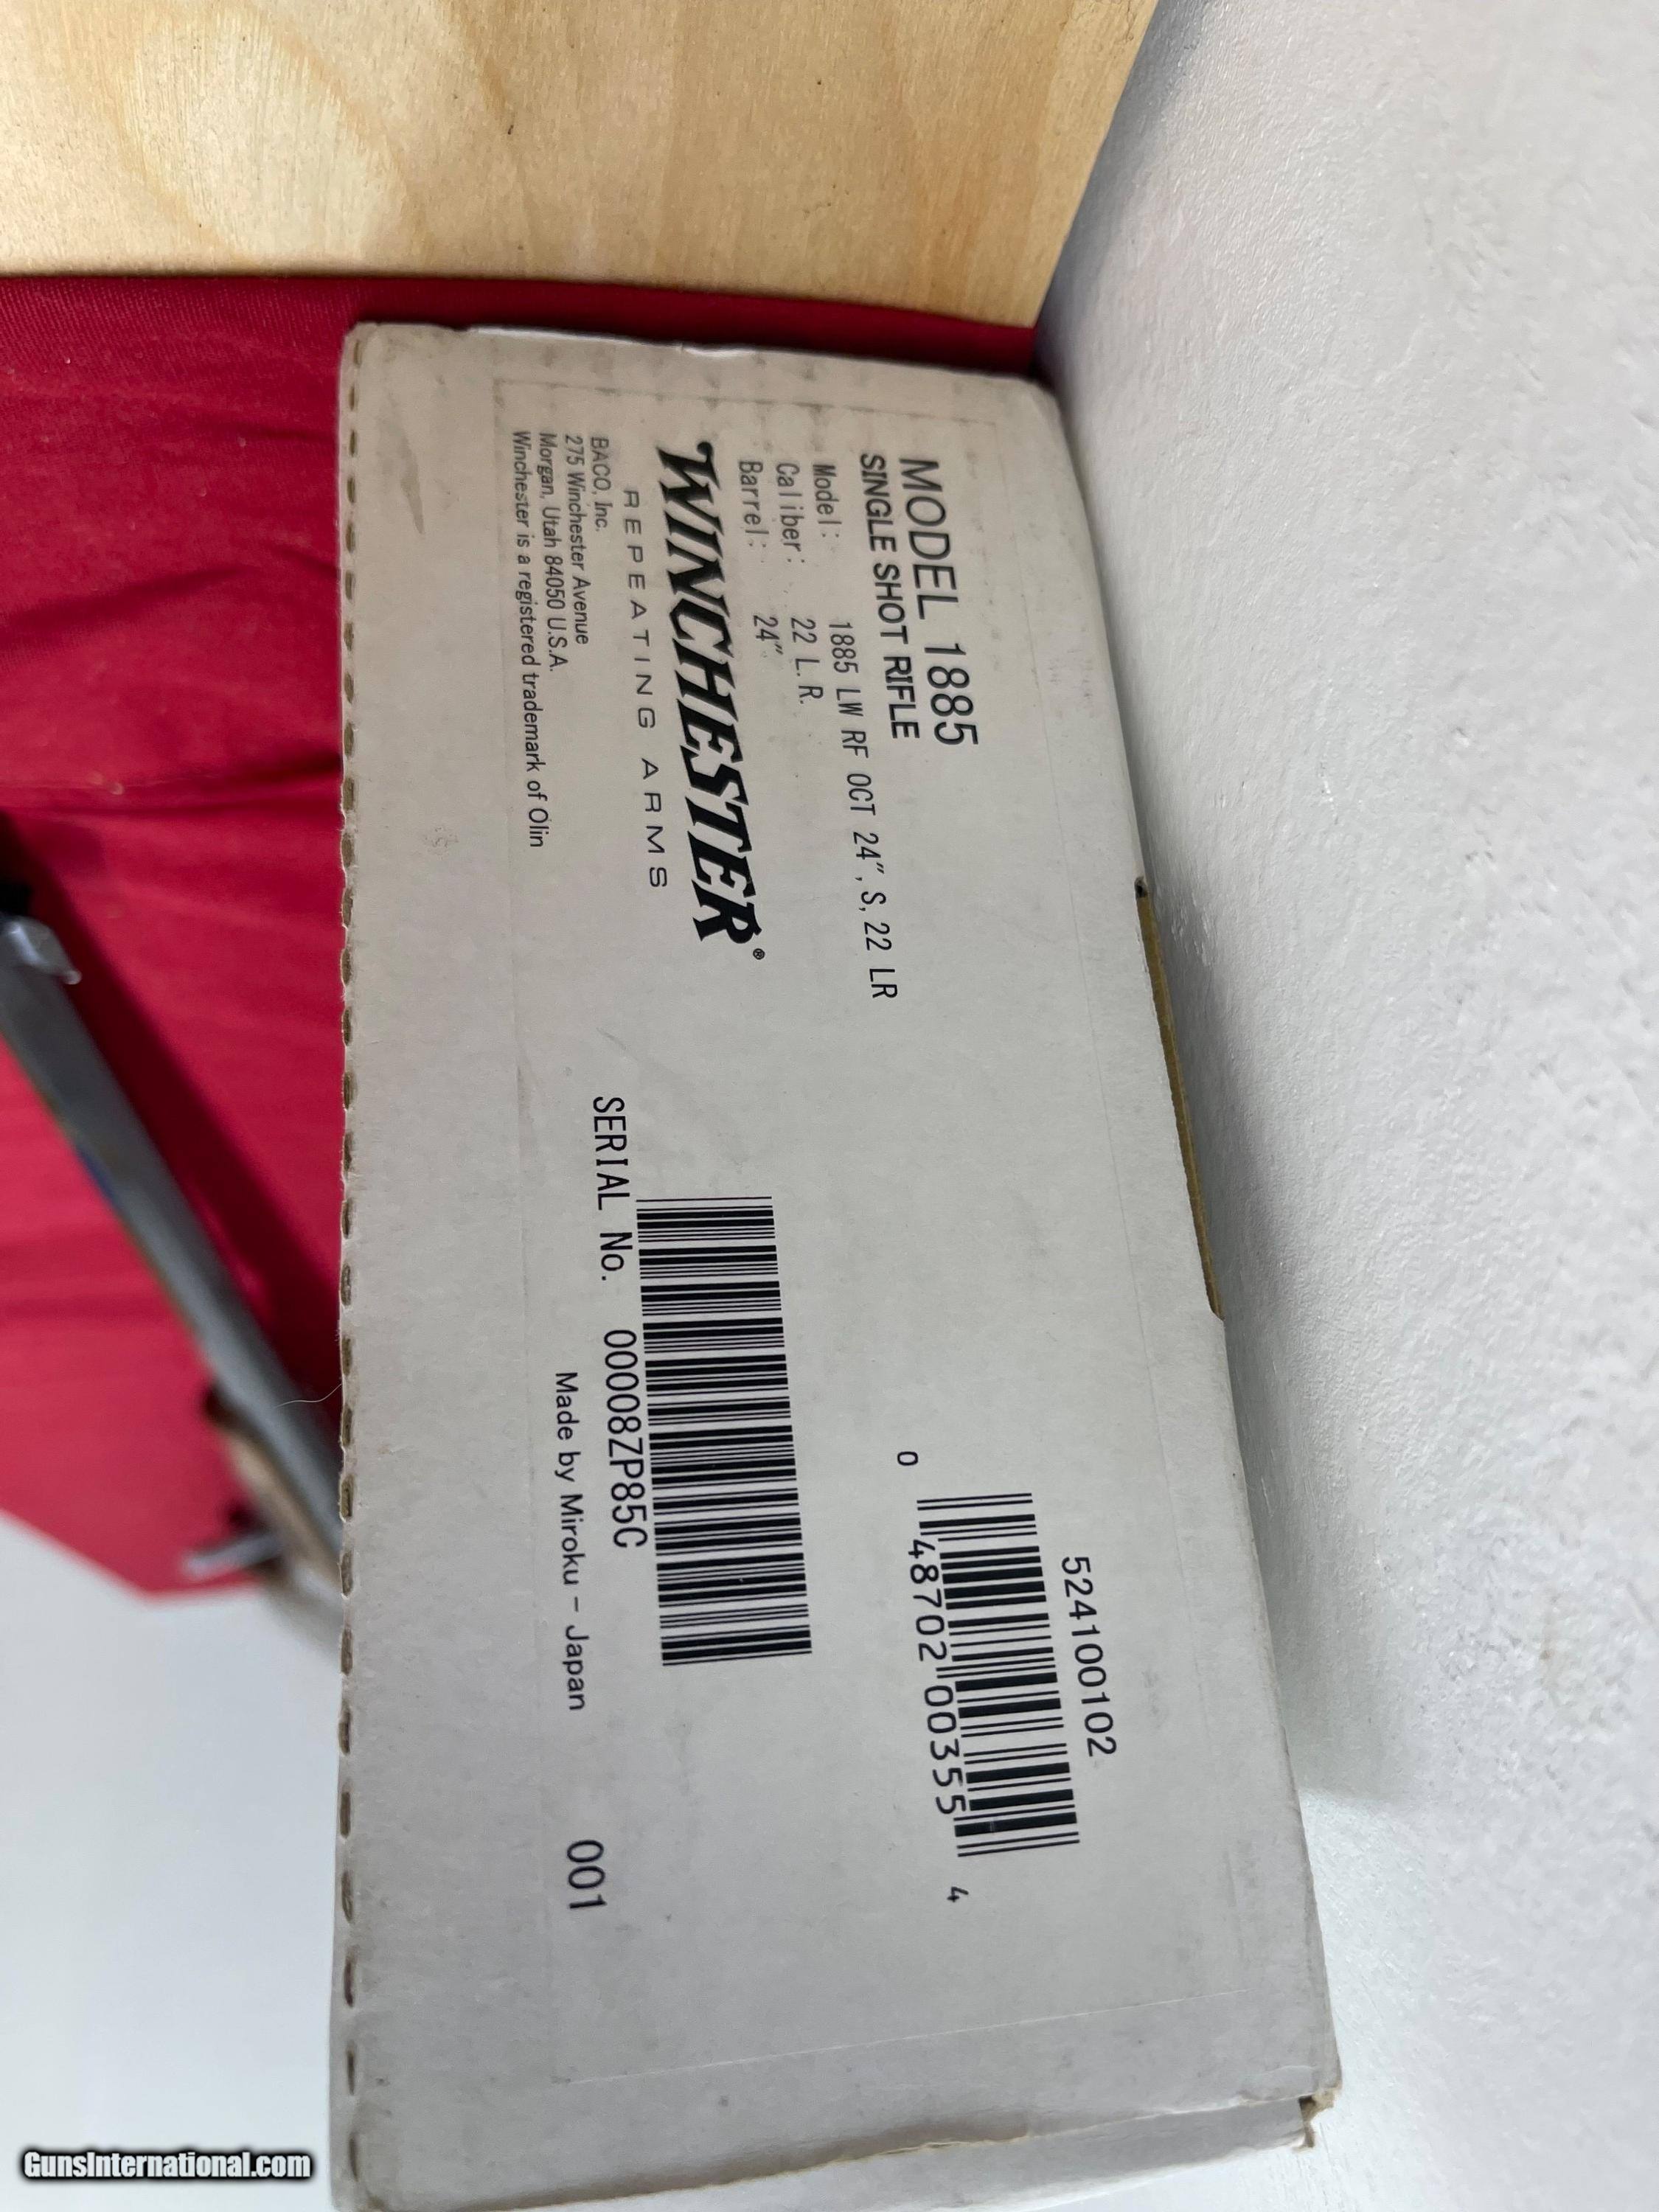 MODEL 1885
SINGLE SHOT RIFLE
Model: 1885 LW RF OCT 24", S, 22 LR
Caliber: 22 L.R.
Barrel: 24"
WINCHESTER®
REPEATING ARMS
BACO, Inc.
275 Winchester Avenue
Morgan, Utah 84050 U.S.A.
Winchester is a registered trademark of Olin
524100102
0 48702 00355 4
SERIAL No. 00008ZP85C
Made by Miroku - Japan
001
GunsInternational.com